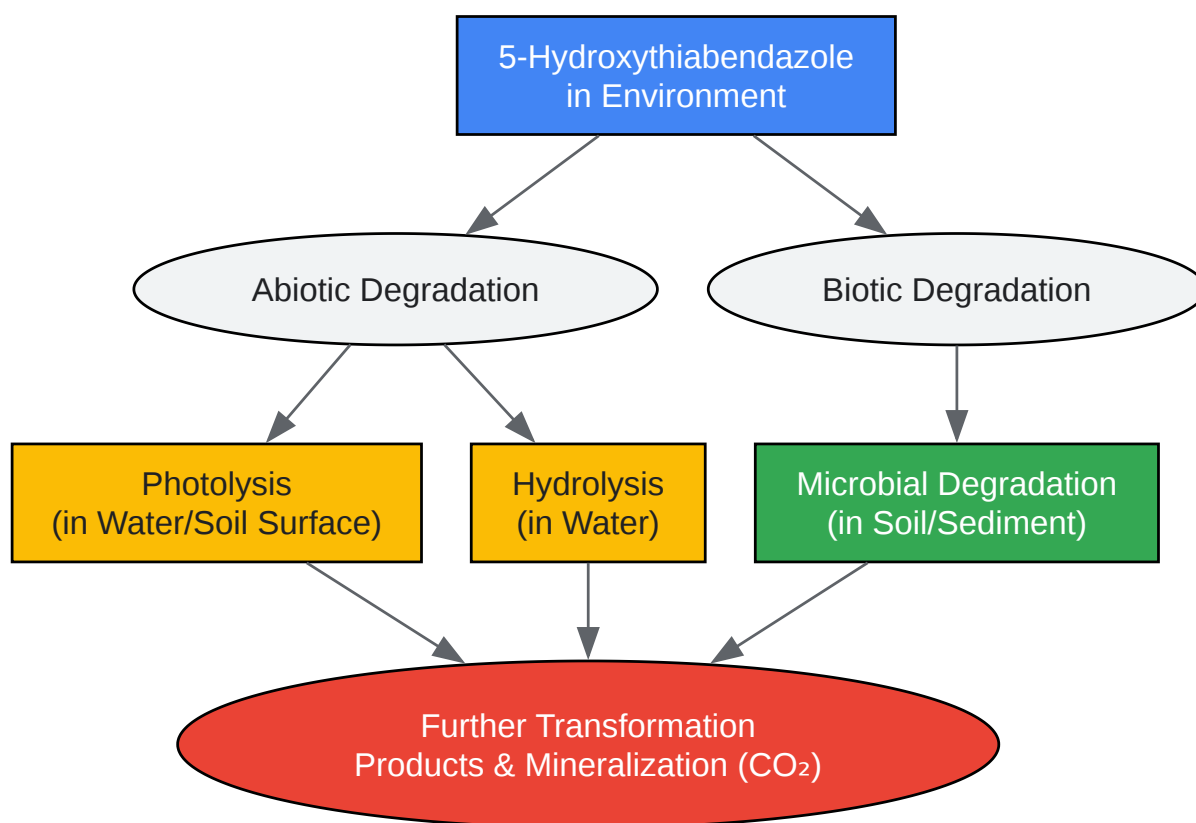 5-Hydroxythiabendazole
in Environment
Abiotic Degradation
Biotic Degradation
Photolysis
(in Water/Soil Surface)
Hydrolysis
(in Water)
Microbial Degradation
(in Soil/Sediment)
Further Transformation
Products & Mineralization (CO₂)